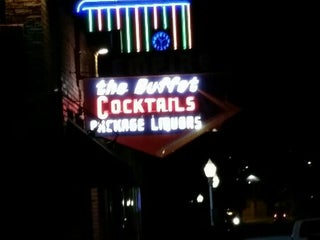 the Buffet
COCKTAILS
PACKAGE LIQUORS